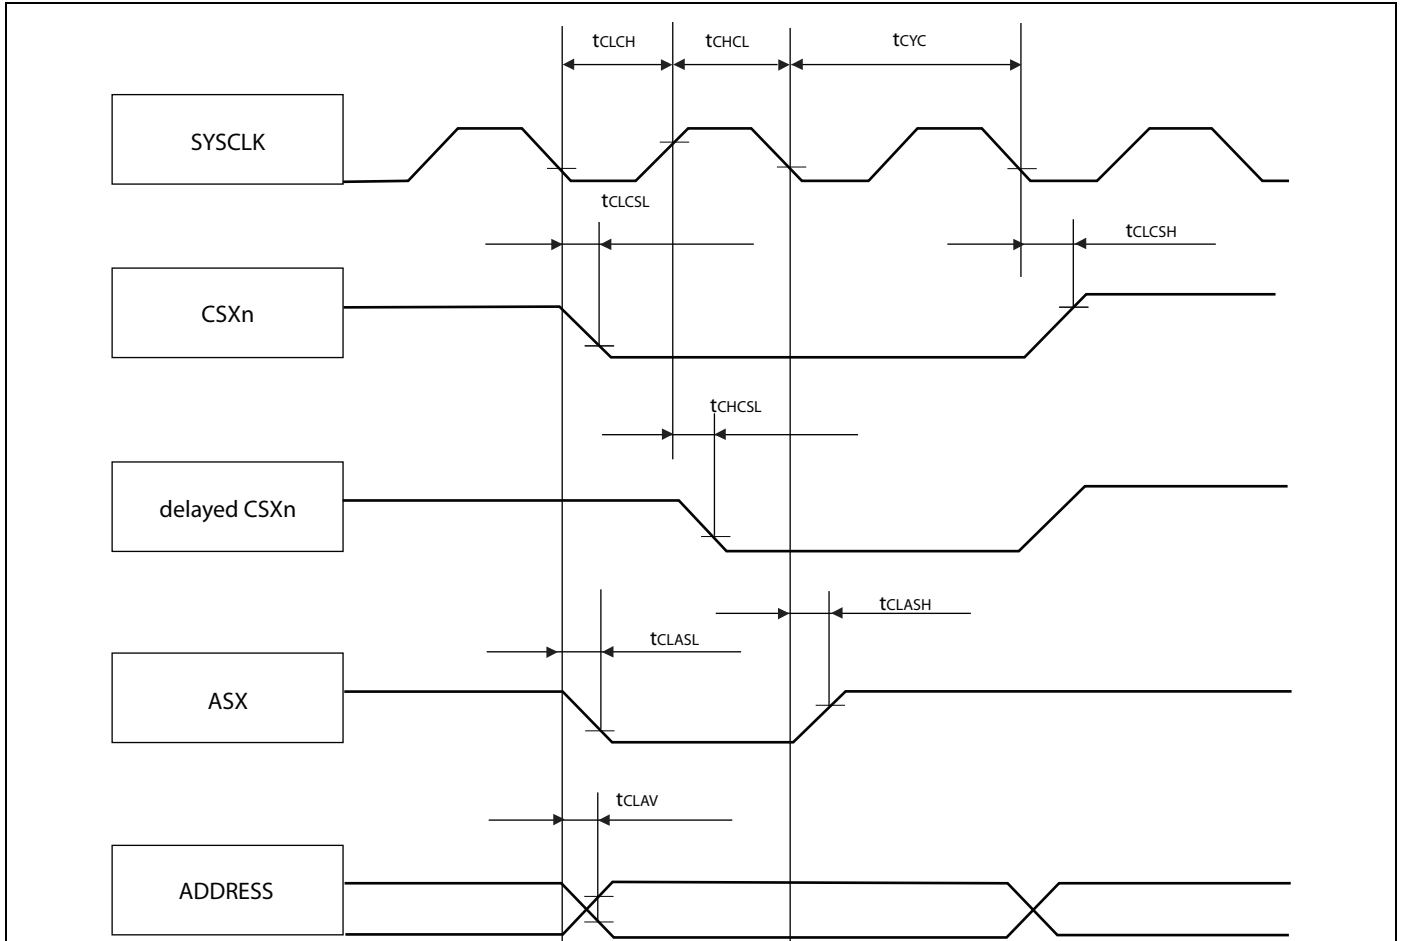 tCLCH
tCHCL
tCYC
SYSCLK
tCLCSL
tCLCSH
CSXn
tCHCSL
delayed CSXn
tCLASH
tCLASL
ASX
tCLAV
ADDRESS